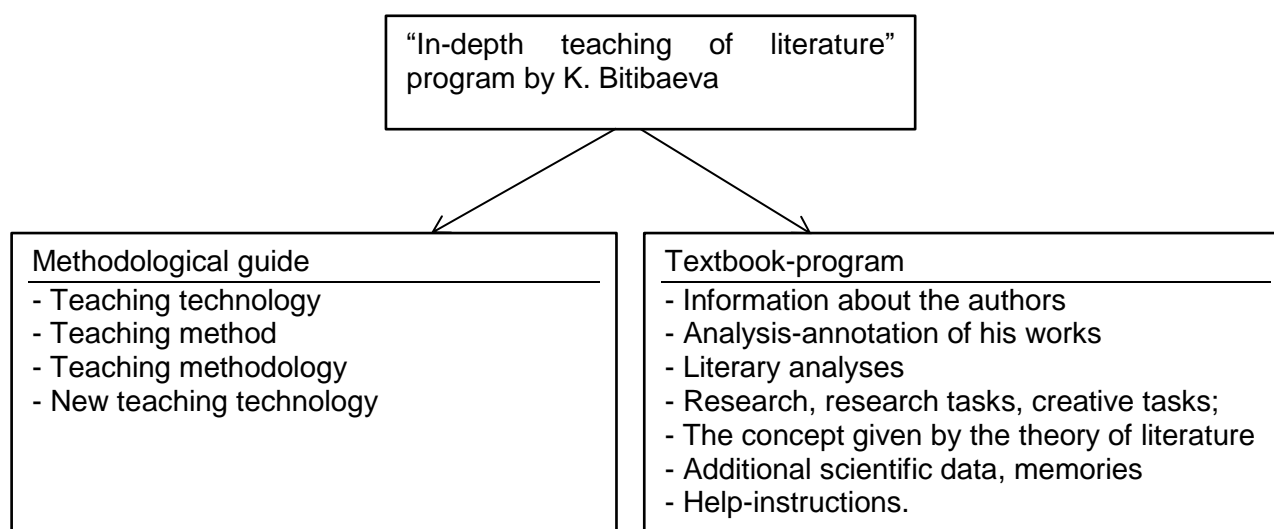 “In-depth teaching of literature”
program by K. Bitibaeva
Methodological guide
- Teaching technology
- Teaching method
- Teaching methodology
- New teaching technology
Textbook-program
- Information about the authors
- Analysis-annotation of his works
- Literary analyses
- Research, research tasks, creative tasks;
- The concept given by the theory of literature
- Additional scientific data, memories
- Help-instructions.